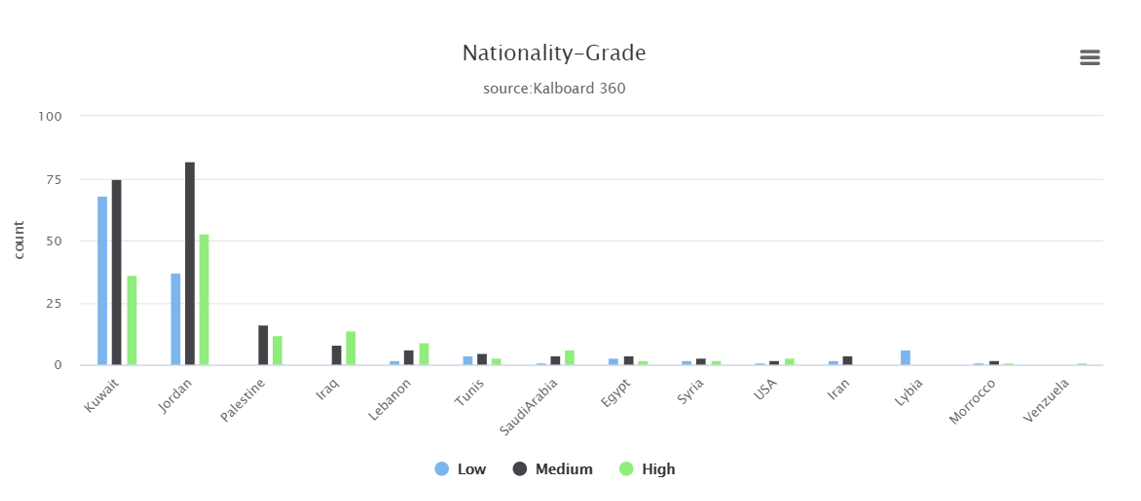 Nationality-Grade
source:Kalboard 360
100
75
50
25
0
count
Kuwait
Jordan
Palestine
Iraq
Lebanon
Tunis
SaudiArabia
Egypt
Syria
USA
Iran
Lybia
Morrocco
Venzuela
Low Medium High